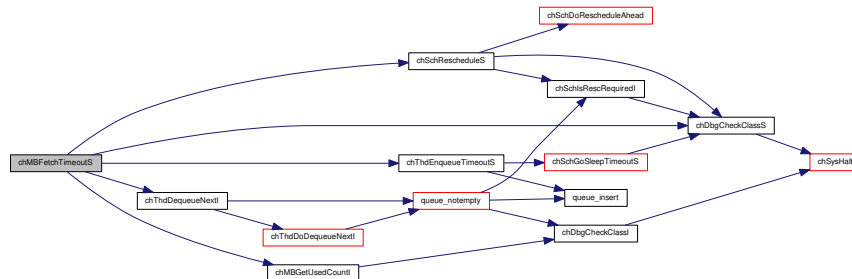 chSchDoRescheduleAhead
chSchRescheduleS
chSchIsRescRequiredI
chDbgCheckClassS
chMBFetchTimeoutS
chThdEnqueueTimeoutS
chSchGoSleepTimeoutS
chSysHalt
chThdDequeueNextI
queue_notempty
queue_insert
chThdDoDequeueNextI
chDbgCheckClassI
chMBGetUsedCountI